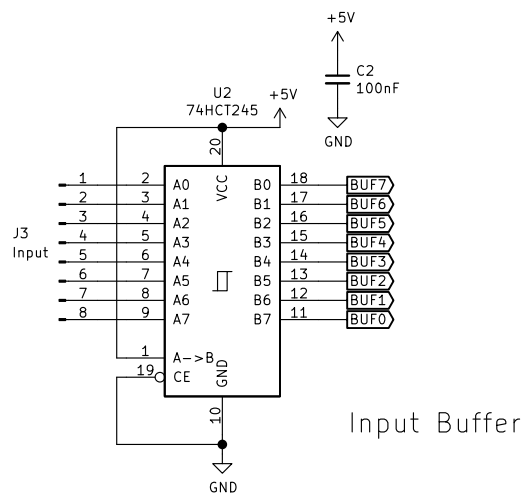 +5V
C2
100nF
GND
U2
74HCT245
+5V
20
VCC
J3
Input
1 2 A0 B0 18 BUF7
2 3 A1 B1 17 BUF6
3 4 A2 B2 16 BUF5
4 5 A3 B3 15 BUF4
5 6 A4 B4 14 BUF3
6 7 A5 B5 13 BUF2
7 8 A6 B6 12 BUF1
8 9 A7 B7 11 BUF0
1 A->B
19 CE
GND
10
GND
Input Buffer